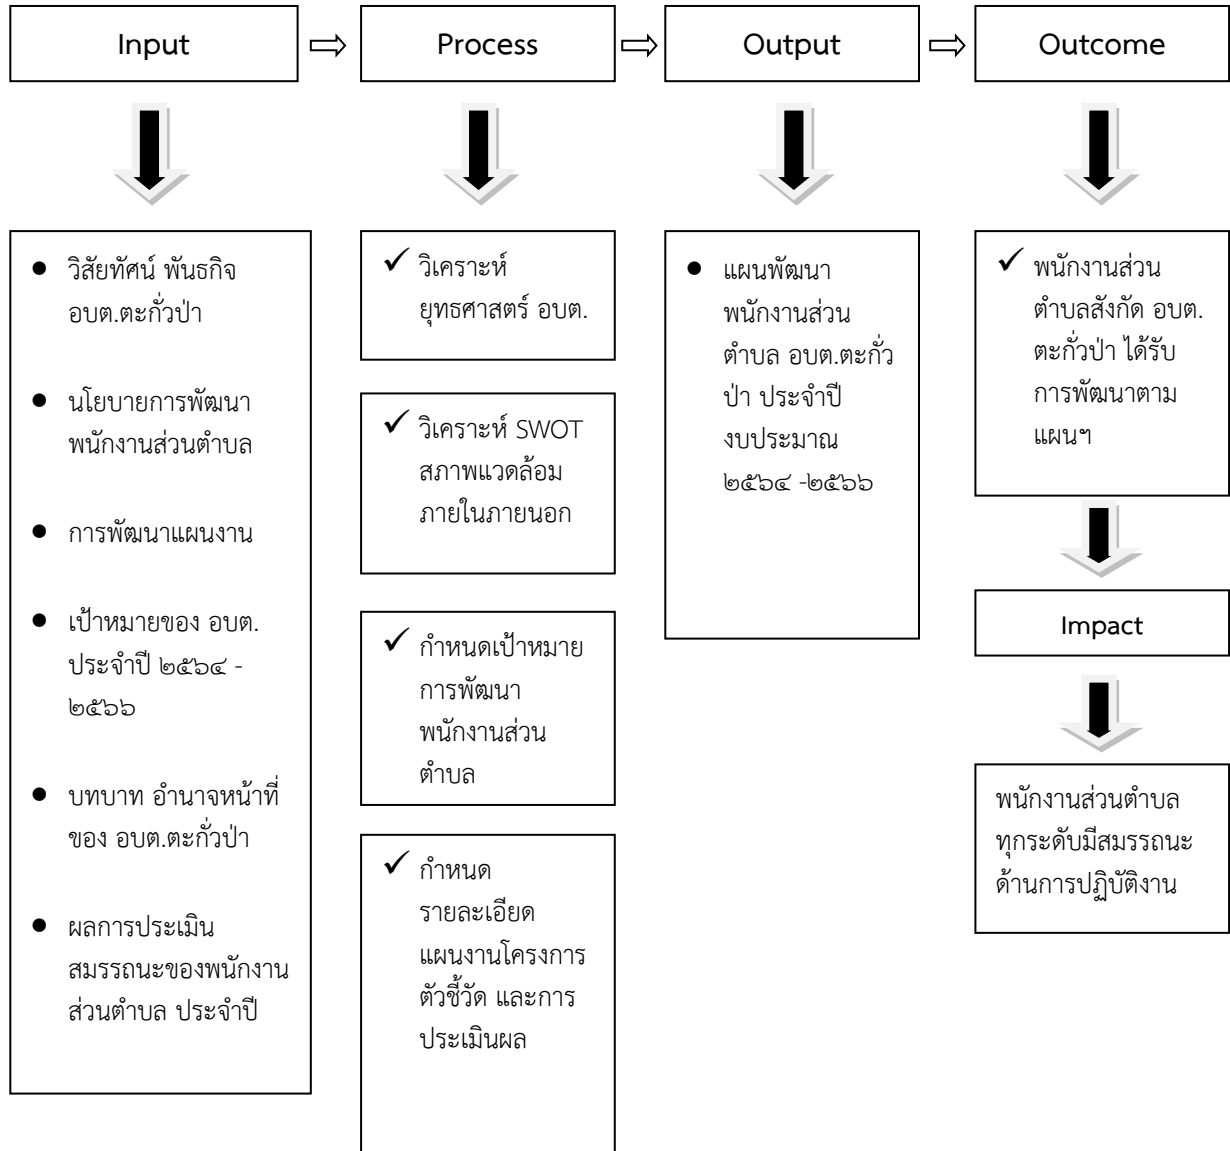 Input
Process
Output
Outcome
วิสัยทัศน์ พันธกิจ
อบต.ตะกั่วป่า
นโยบายการพัฒนา
พนักงานส่วนตำบล
การพัฒนาแผนงาน
เป้าหมายของ อบต.
ประจำปี ๒๕๖๔ -
๒๕๖๖
บทบาท อำนาจหน้าที่
ของ อบต.ตะกั่วป่า
ผลการประเมิน
สมรรถนะของพนักงาน
ส่วนตำบล ประจำปี
วิเคราะห์
ยุทธศาสตร์ อบต.
วิเคราะห์ SWOT
สภาพแวดล้อม
ภายในภายนอก
กำหนดเป้าหมาย
การพัฒนา
พนักงานส่วน
ตำบล
กำหนด
รายละเอียด
แผนงานโครงการ
ตัวชี้วัด และการ
ประเมินผล
แผนพัฒนา
พนักงานส่วน
ตำบล อบต.ตะกั่ว
ป่า ประจำปี
งบประมาณ
๒๕๖๔ -๒๕๖๖
พนักงานส่วน
ตำบลสังกัด อบต.
ตะกั่วป่า ได้รับ
การพัฒนาตาม
แผนฯ
Impact
พนักงานส่วนตำบล
ทุกระดับมีสมรรถนะ
ด้านการปฏิบัติงาน